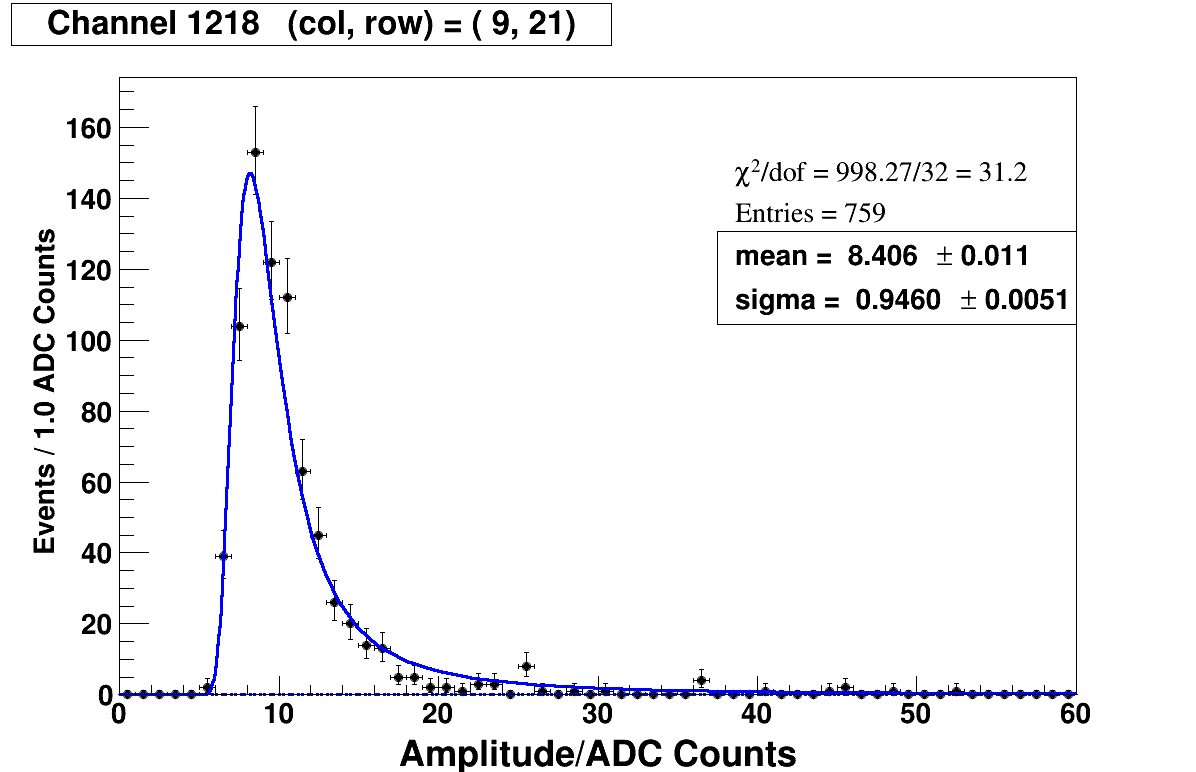 Channel 1218 (col, row) = ( 9, 21)
χ²/dof = 998.27/32 = 31.2
Entries = 759
mean = 8.406 ± 0.011
sigma = 0.9460 ± 0.0051
Events / 1.0 ADC Counts
160
140
120
100
80
60
40
20
0
0 10 20 30 40 50 60
Amplitude/ADC Counts